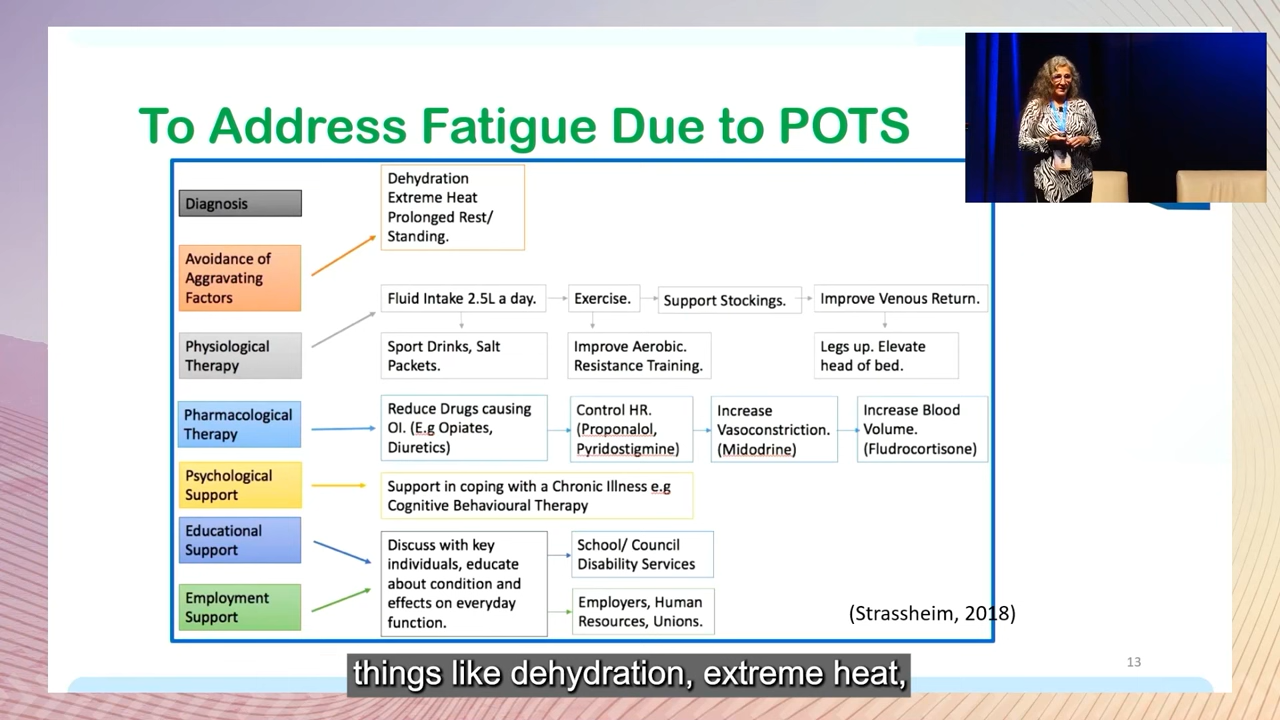 To Address Fatigue Due to POTS
Diagnosis
Dehydration
Extreme Heat
Prolonged Rest/
Standing.
Avoidance of
Aggravating
Factors
Physiological
Therapy
Fluid Intake 2.5L a day.
Exercise.
Support Stockings.
Improve Venous Return.
Sport Drinks, Salt
Packets.
Improve Aerobic.
Resistance Training.
Legs up. Elevate
head of bed.
Pharmacological
Therapy
Reduce Drugs causing
OI. (E.g Opiates,
Diuretics)
Control HR.
(Proponalol,
Pyridostigmine)
Increase
Vasoconstriction.
(Midodrine)
Increase Blood
Volume.
(Fludrocortisone)
Psychological
Support
Support in coping with a Chronic Illness e.g
Cognitive Behavioural Therapy
Educational
Support
Employment
Support
Discuss with key
individuals, educate
about condition and
effects on everyday
function.
School/ Council
Disability Services
Employers, Human
Resources, Unions.
(Strassheim, 2018)
13
things like dehydration, extreme heat,